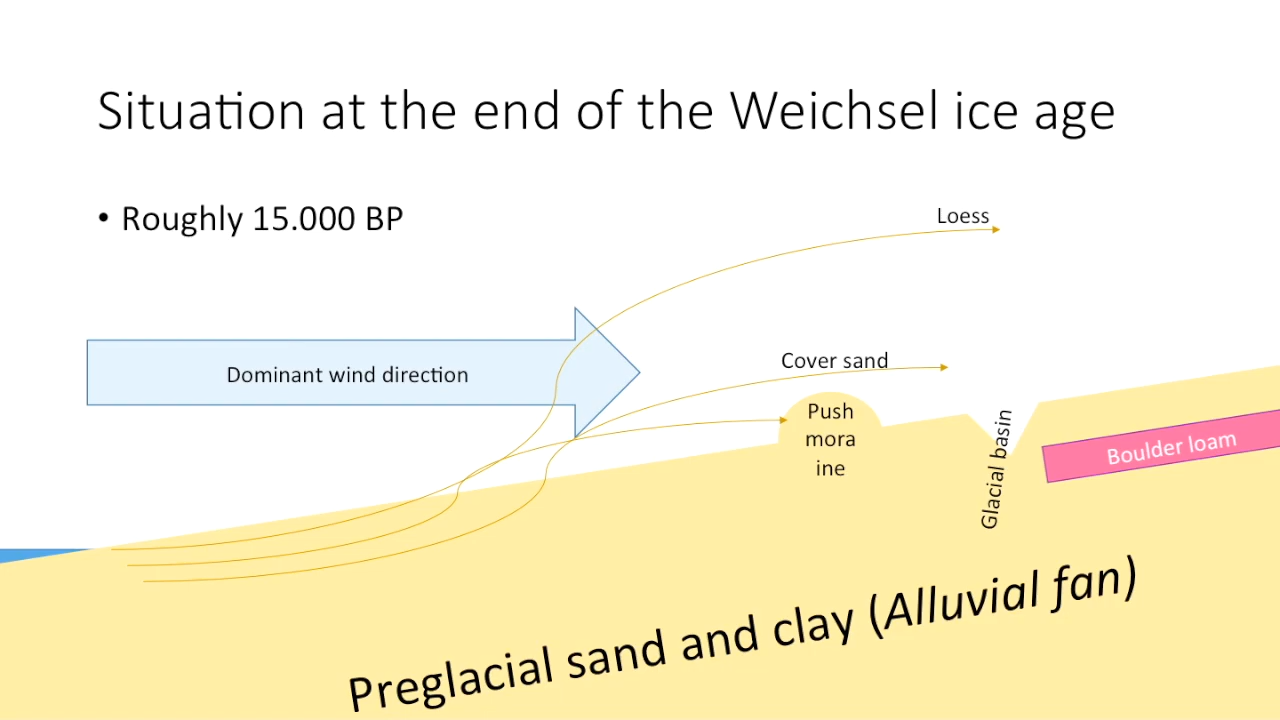 Situation at the end of the Weichsel ice age
• Roughly 15.000 BP
Loess
Dominant wind direction
Cover sand
Push
mora
ine
Glacial basin
Boulder loam
Preglacial sand and clay (Alluvial fan)